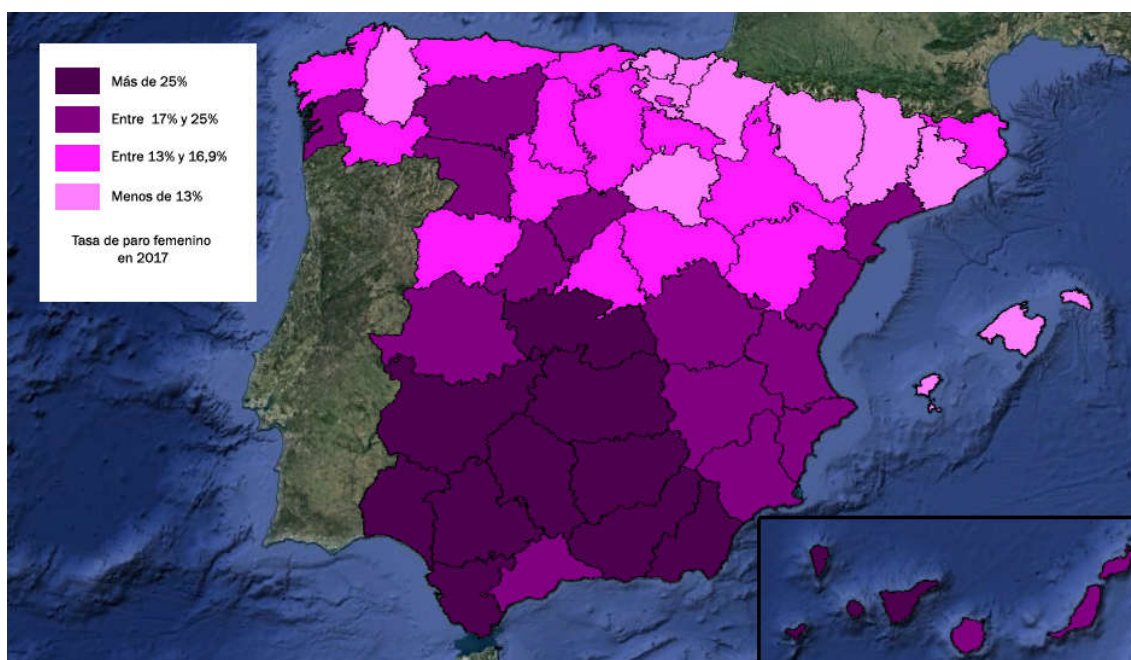 Más de 25%
Entre 17% y 25%
Entre 13% y 16,9%
Menos de 13%
Tasa de paro femenino
en 2017